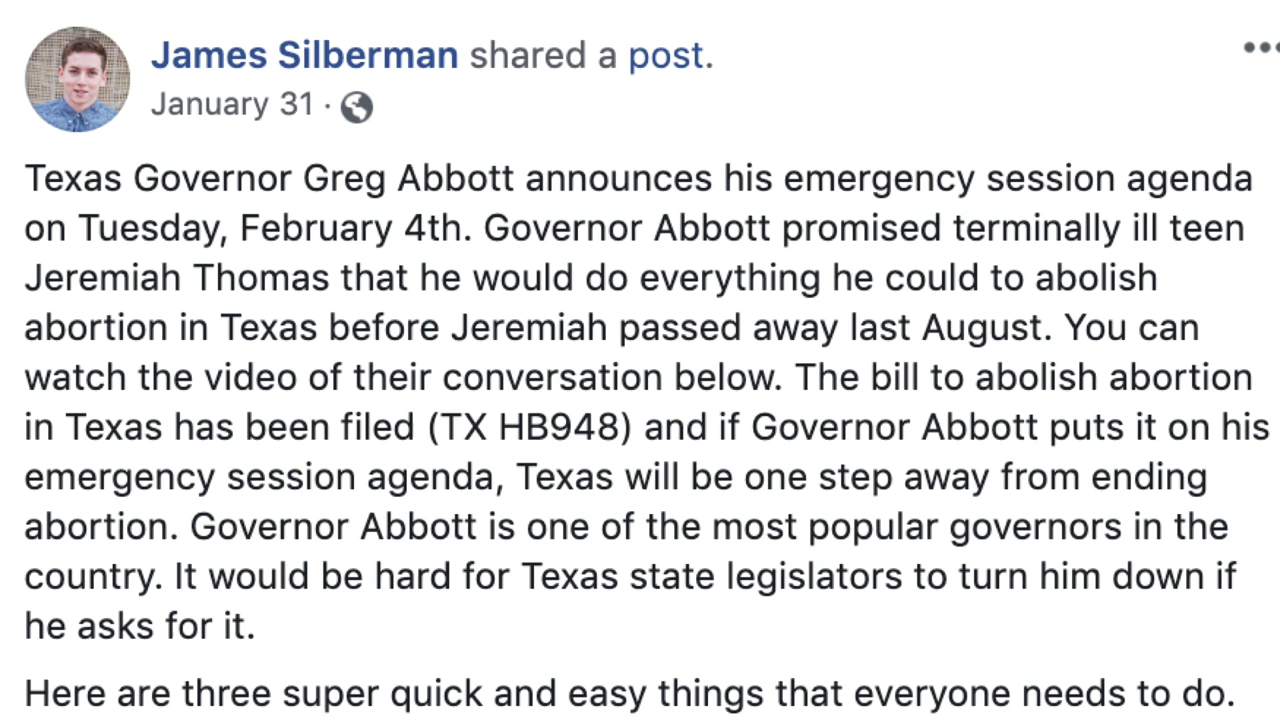 James Silberman shared a post.
January 31 ·
Texas Governor Greg Abbott announces his emergency session agenda
on Tuesday, February 4th. Governor Abbott promised terminally ill teen
Jeremiah Thomas that he would do everything he could to abolish
abortion in Texas before Jeremiah passed away last August. You can
watch the video of their conversation below. The bill to abolish abortion
in Texas has been filed (TX HB948) and if Governor Abbott puts it on his
emergency session agenda, Texas will be one step away from ending
abortion. Governor Abbott is one of the most popular governors in the
country. It would be hard for Texas state legislators to turn him down if
he asks for it.
Here are three super quick and easy things that everyone needs to do.